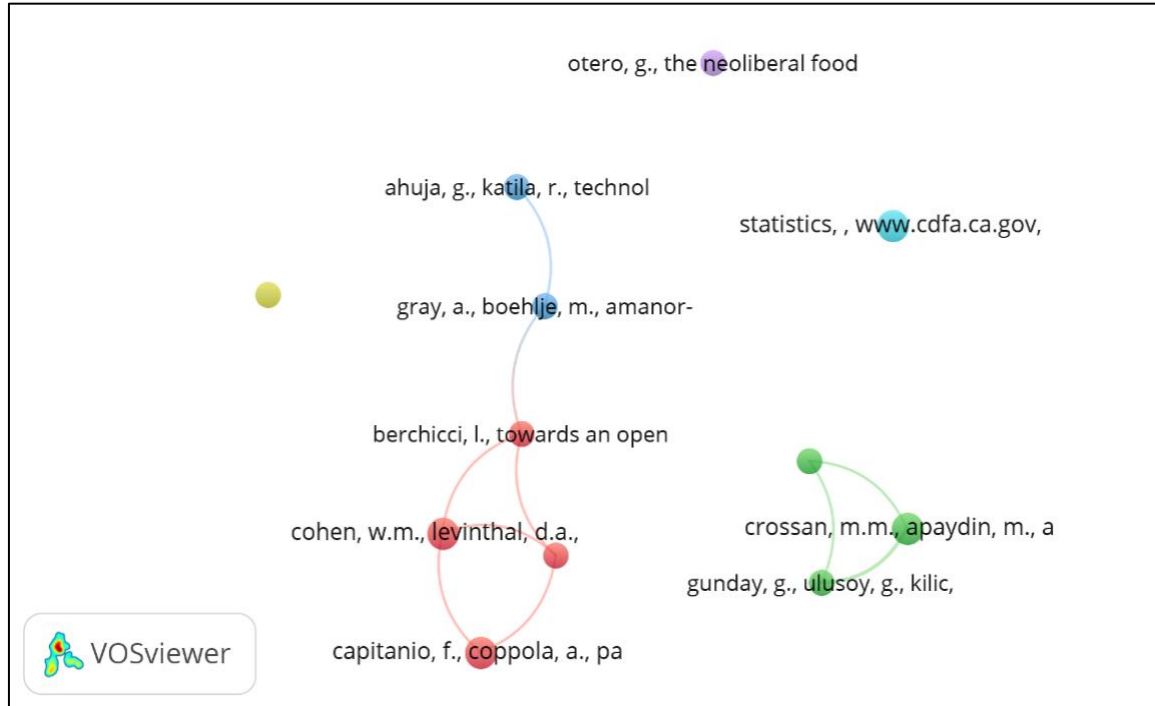 otero, g., the neoliberal food
ahuja, g., katila, r., technol
statistics, , www.cdfa.ca.gov,
gray, a., boehlje, m., amanor-
berchicci, l., towards an open
cohen, w.m., levinthal, d.a.,
crossan, m.m., apaydin, m., a
gunday, g., ulusoy, g., kilic,
capitanio, f., coppola, a., pa
VOSviewer